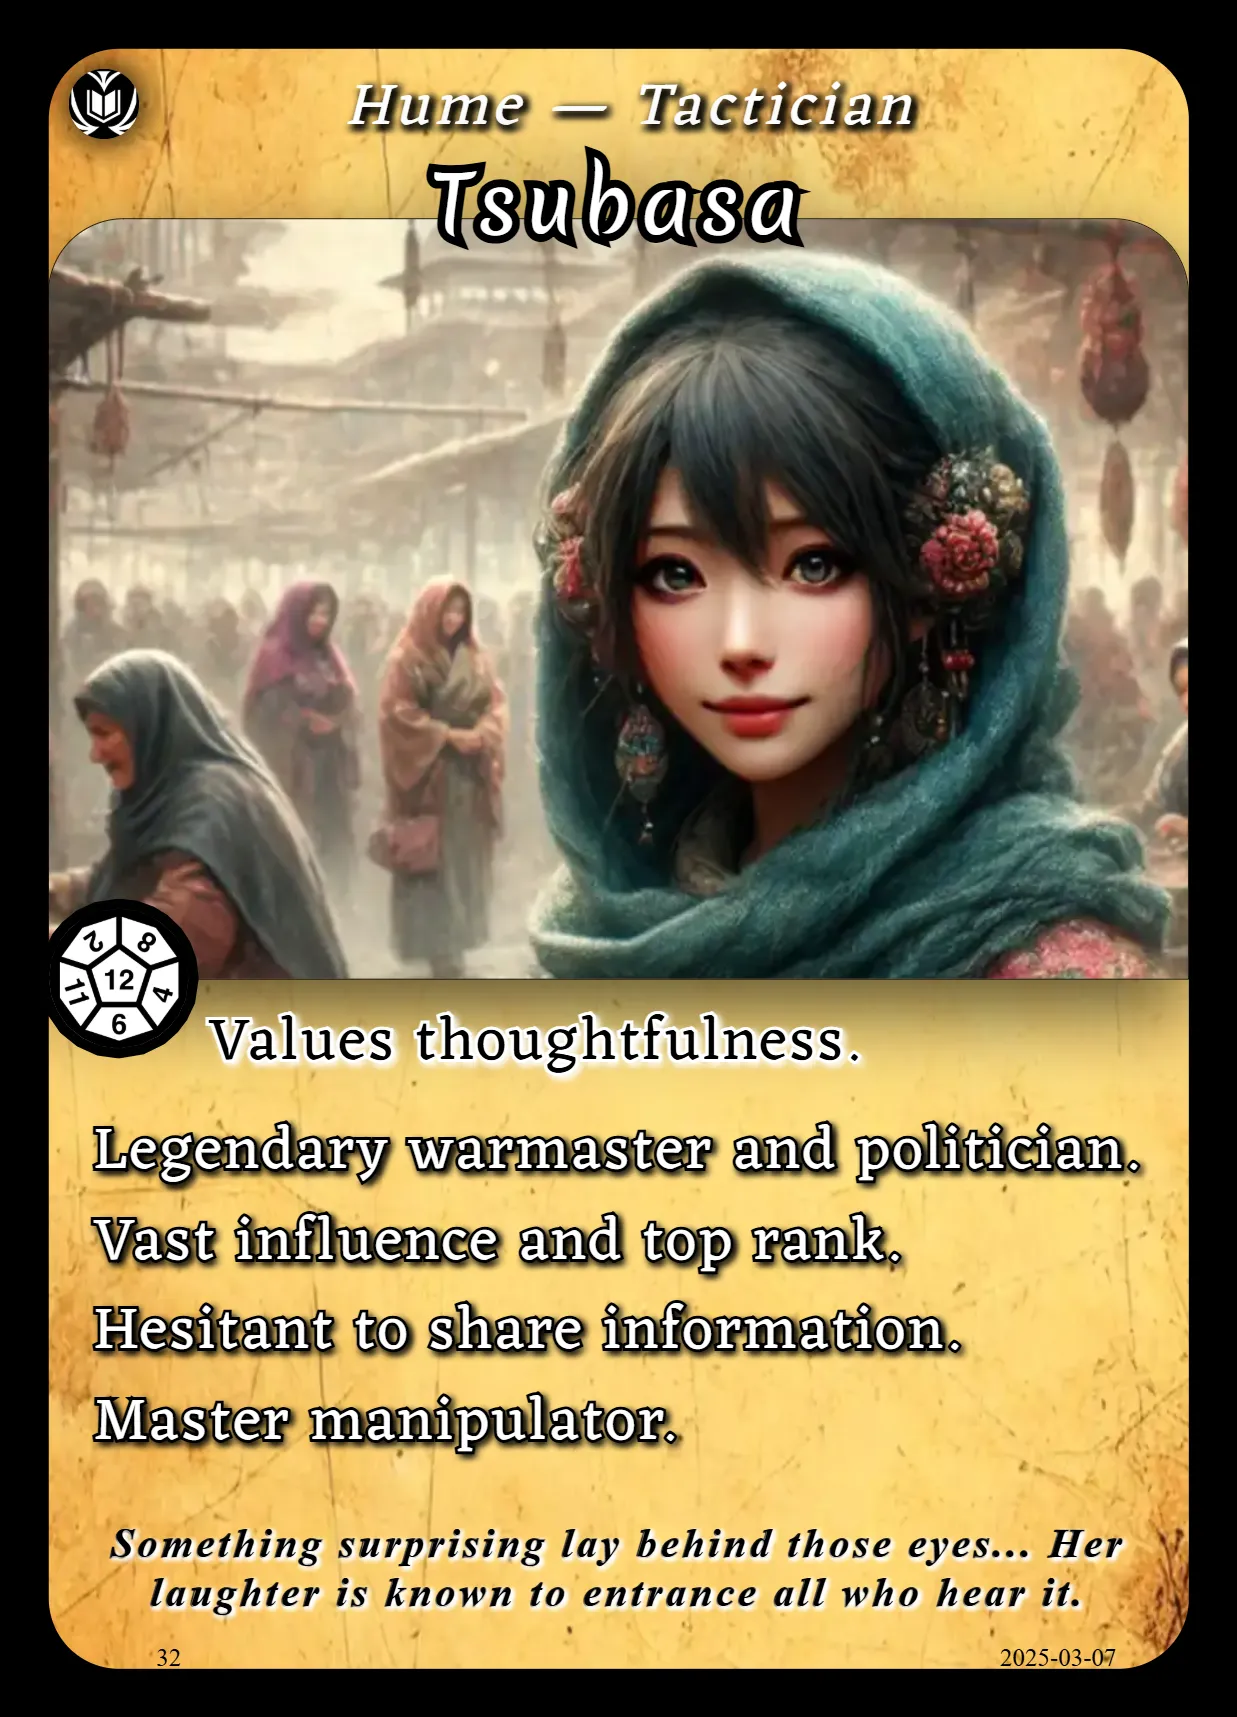 Hume — Tactician
Tsubasa
2 8
11 12 4
6
Values thoughtfulness.
Legendary warmaster and politician.
Vast influence and top rank.
Hesitant to share information.
Master manipulator.
Something surprising lay behind those eyes... Her
laughter is known to entrance all who hear it.
32 2025-03-07